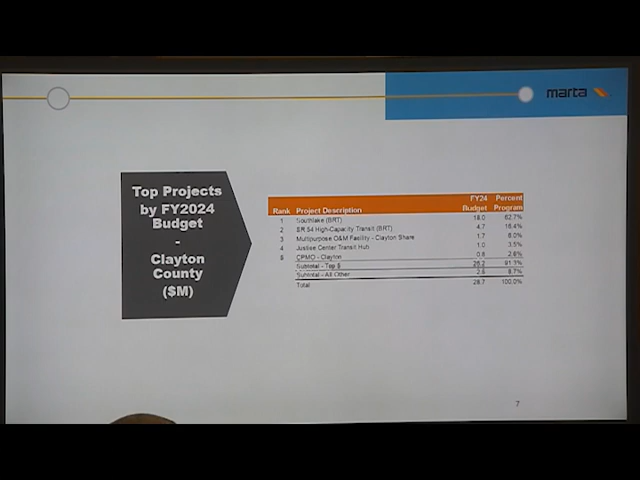 marta
Top Projects
by FY2024
Budget
-
Clayton
County
($M)
FY24 Percent
Rank Project Description Budget Program
1 Southlake (BRT) 18.0 62.7%
2 SR 54 High-Capacity Transit (BRT) 4.7 16.4%
3 Multipurpose O&M Facility - Clayton Share 1.7 6.0%
4 Justice Center Transit Hub 1.0 3.5%
5 CPMO - Clayton 0.8 2.8%
Subtotal - Top 5 26.2 91.3%
Subtotal - All Other 2.5 8.7%
Total 28.7 100.0%
7